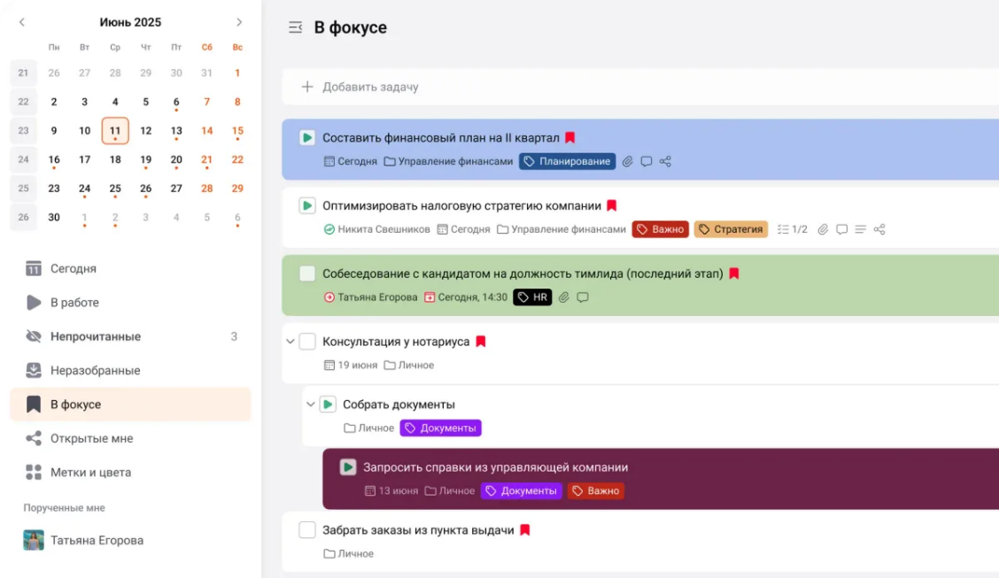 Июнь 2025
Пн Вт Ср Чт Пт Сб Вс
21 26 27 28 29 30 31 1
22 2 3 4 5 6 7 8
23 9 10 11 12 13 14 15
24 16 17 18 19 20 21 22
25 23 24 25 26 27 28 29
26 30 1 2 3 4 5 6
11 Сегодня
В работе
Непрочитанные 3
Неразобранные
В фокусе
Открытые мне
Метки и цвета
Порученные мне
Татьяна Егорова
В фокусе
Добавить задачу
Составить финансовый план на II квартал
Сегодня Управление финансами Планирование
Оптимизировать налоговую стратегию компании
Никита Свешников Сегодня Управление финансами Важно Стратегия 1/2
Собеседование с кандидатом на должность тимлида (последний этап)
Татьяна Егорова Сегодня, 14:30 HR
Консультация у нотариуса
19 июня Личное
Собрать документы
Личное Документы
Запросить справки из управляющей компании
13 июня Личное Документы Важно
Забрать заказы из пункта выдачи
Личное